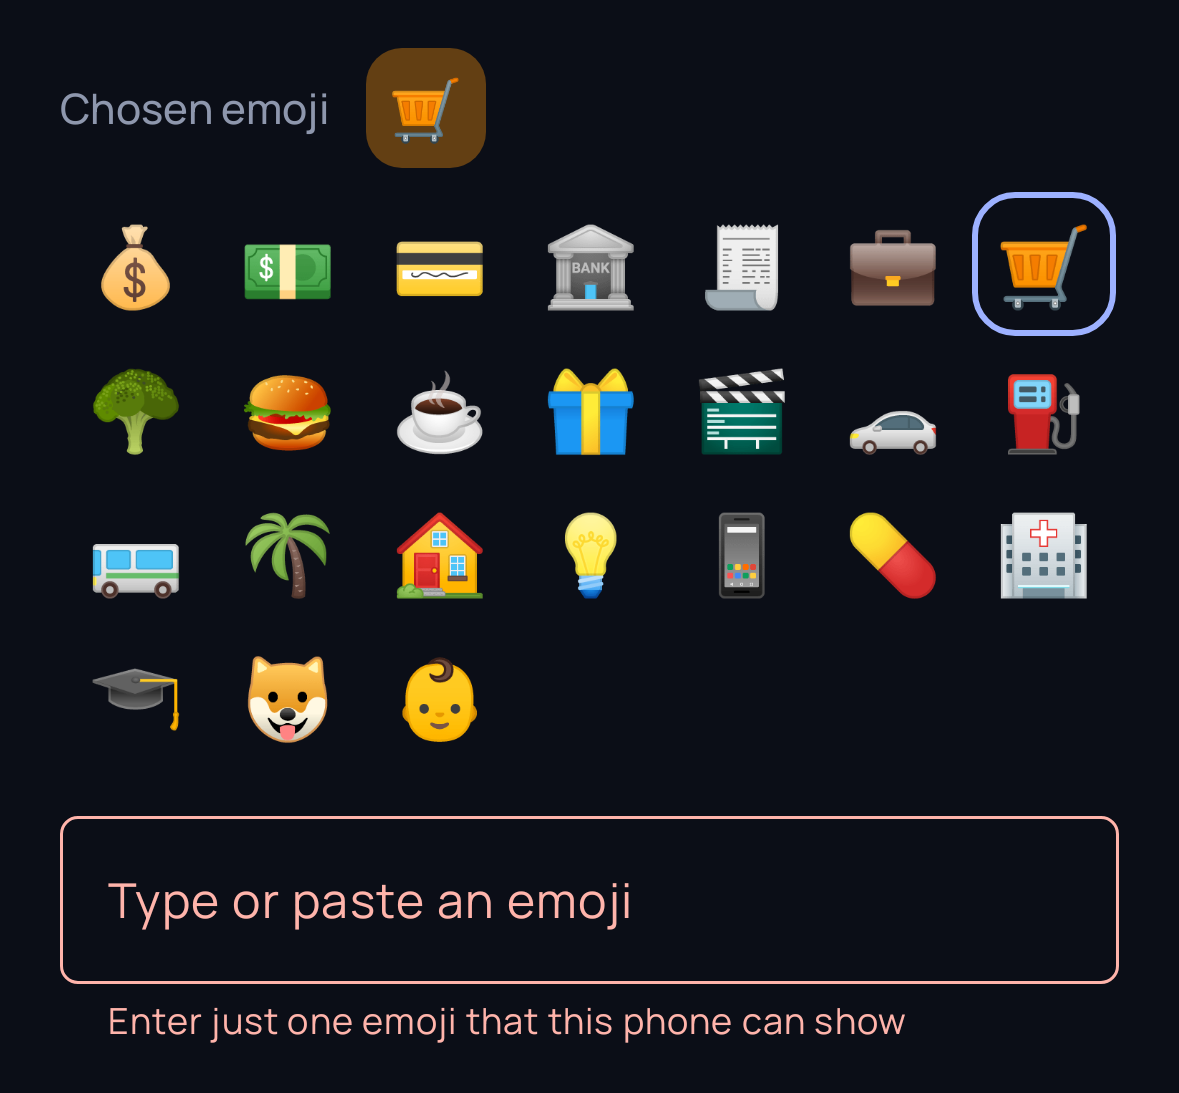 Chosen emoji
BANK
Type or paste an emoji
Enter just one emoji that this phone can show